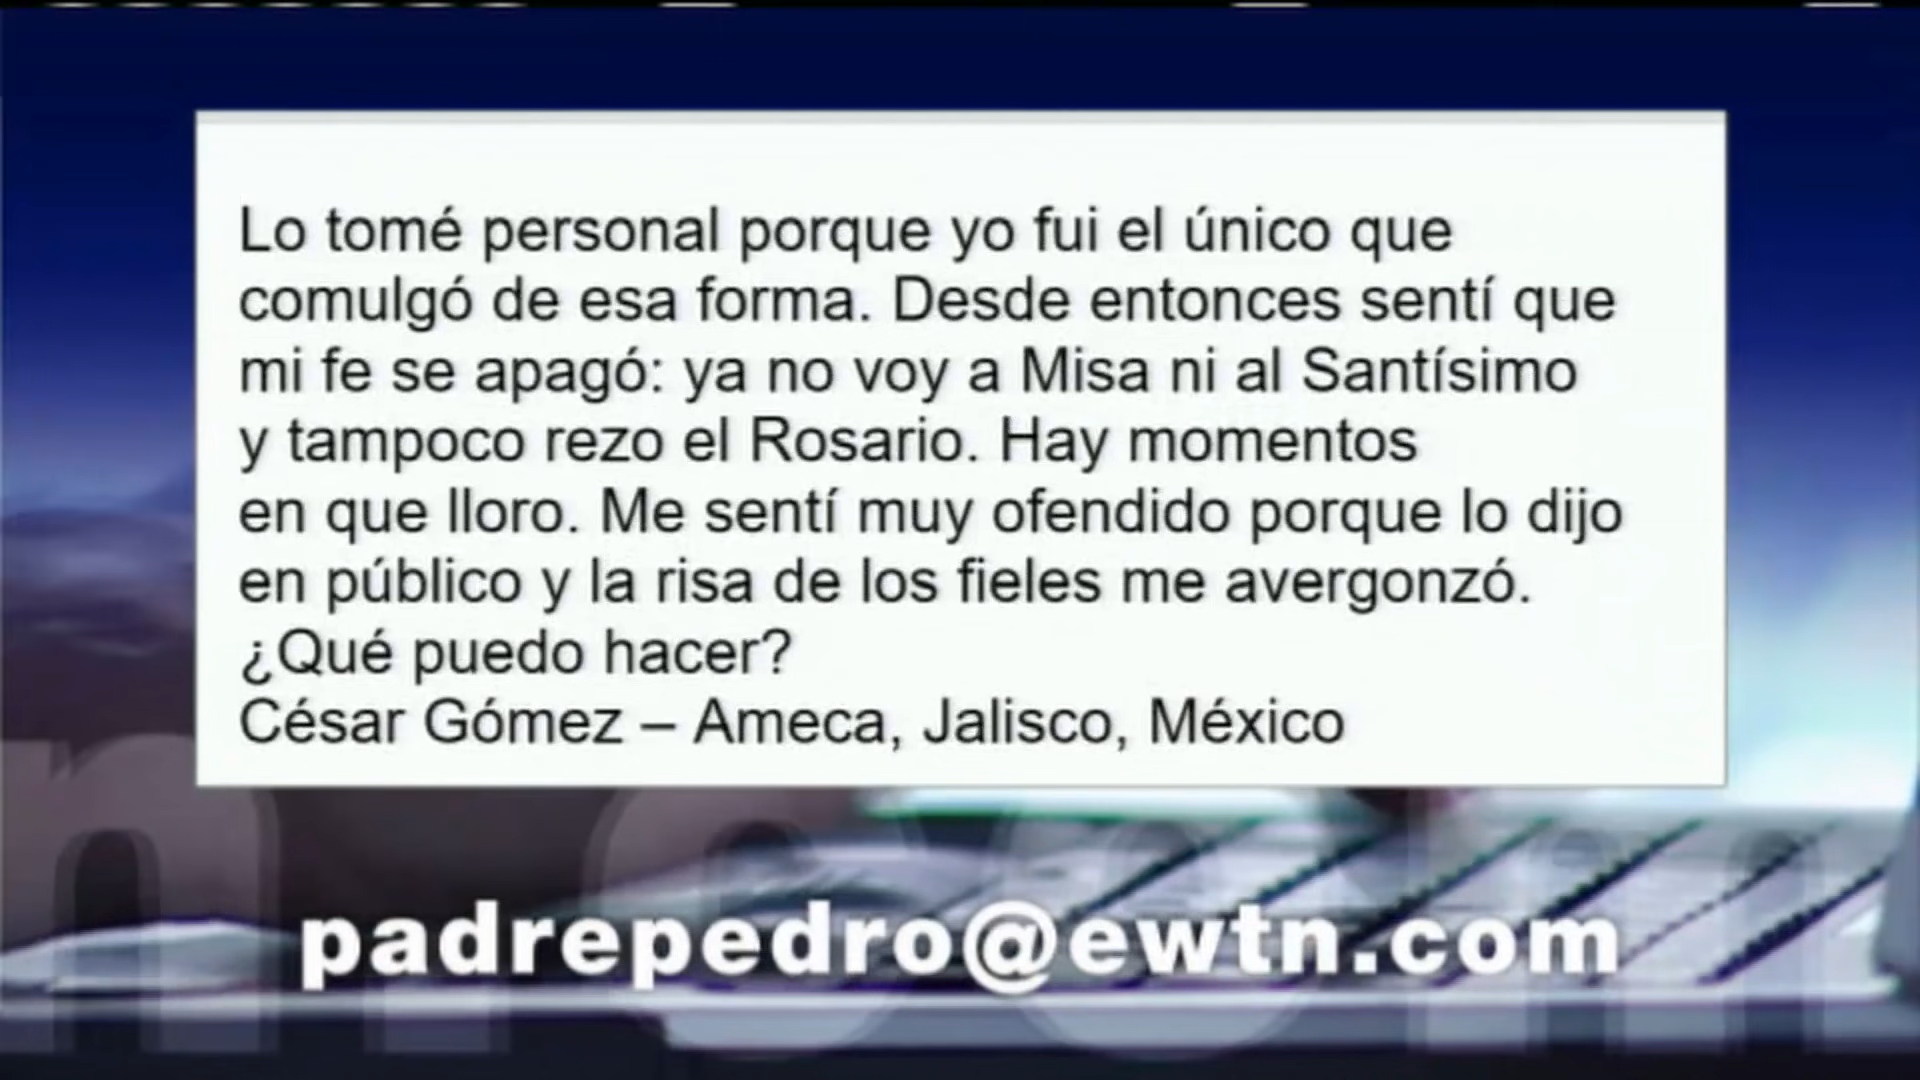 Lo tomé personal porque yo fui el único que
comulgó de esa forma. Desde entonces sentí que
mi fe se apagó: ya no voy a Misa ni al Santísimo
y tampoco rezo el Rosario. Hay momentos
en que lloro. Me sentí muy ofendido porque lo dijo
en público y la risa de los fieles me avergonzó.
¿Qué puedo hacer?
César Gómez – Ameca, Jalisco, México
n.com
padrepedro@ewtn.com